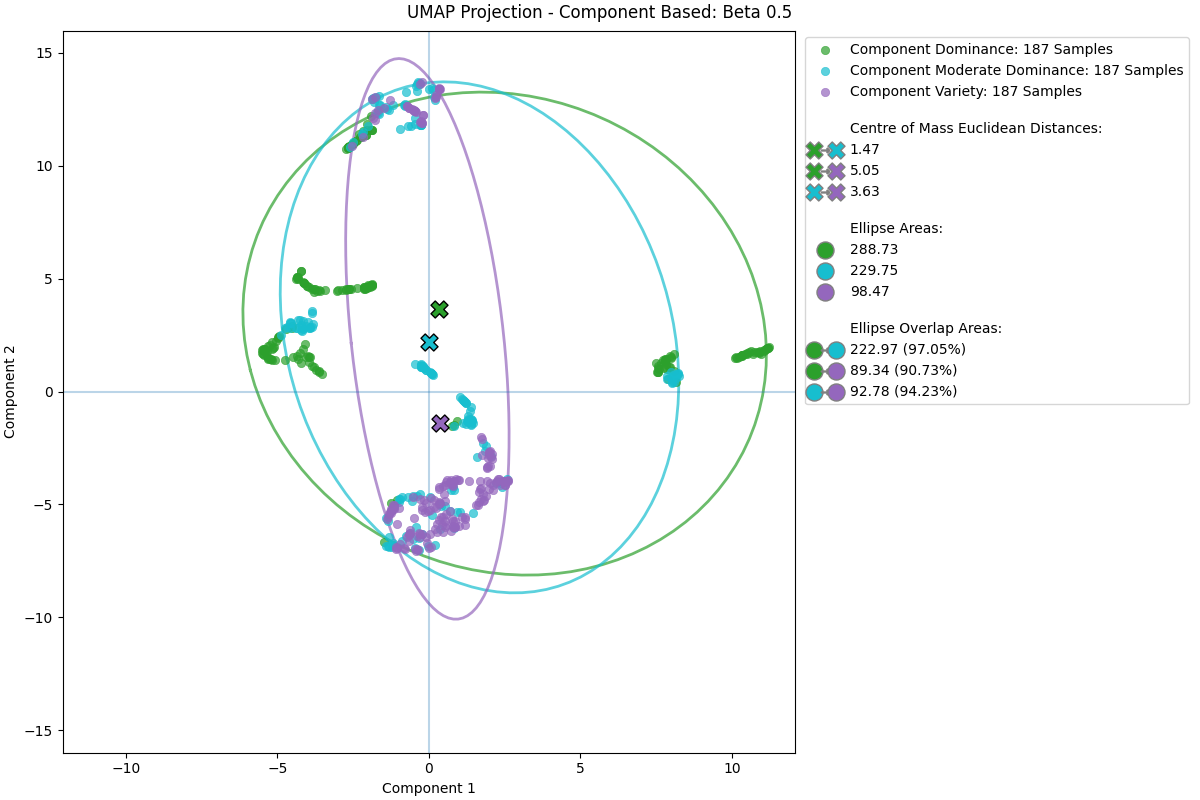 UMAP Projection - Component Based: Beta 0.5
15
10
5
0
−5
−10
−15
Component 2
−10
−5
0
5
10
Component 1
Component Dominance: 187 Samples
Component Moderate Dominance: 187 Samples
Component Variety: 187 Samples
Centre of Mass Euclidean Distances:
1.47
5.05
3.63
Ellipse Areas:
288.73
229.75
98.47
Ellipse Overlap Areas:
222.97 (97.05%)
89.34 (90.73%)
92.78 (94.23%)